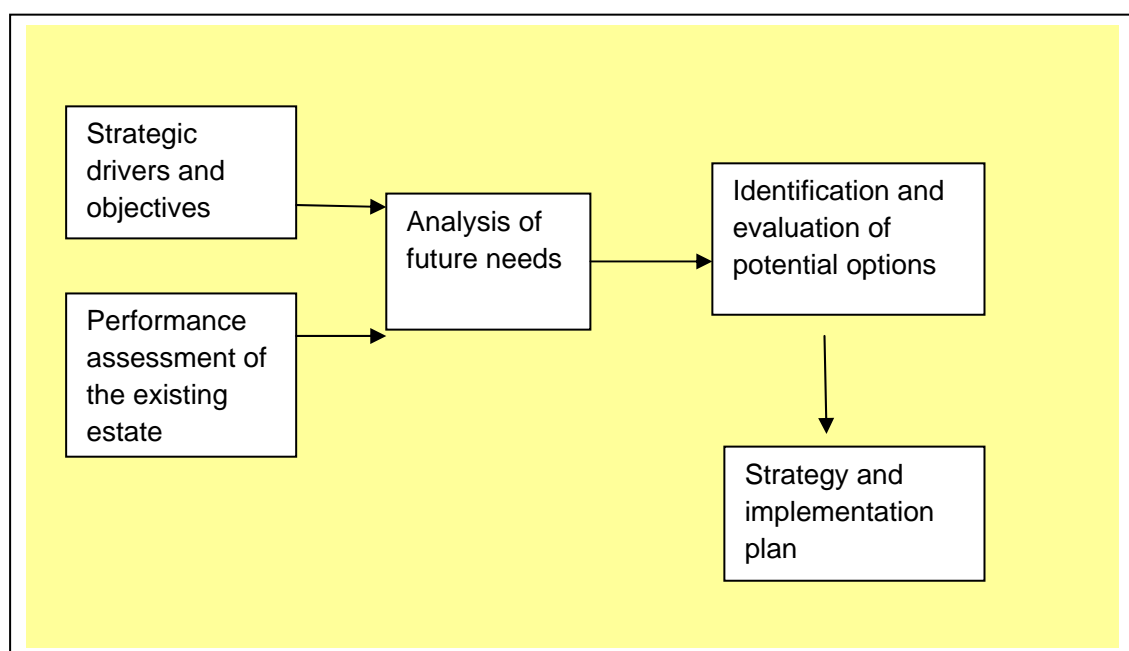 Strategic
drivers and
objectives
Performance
assessment of
the existing
estate
Analysis of
future needs
Identification and
evaluation of
potential options
Strategy and
implementation
plan